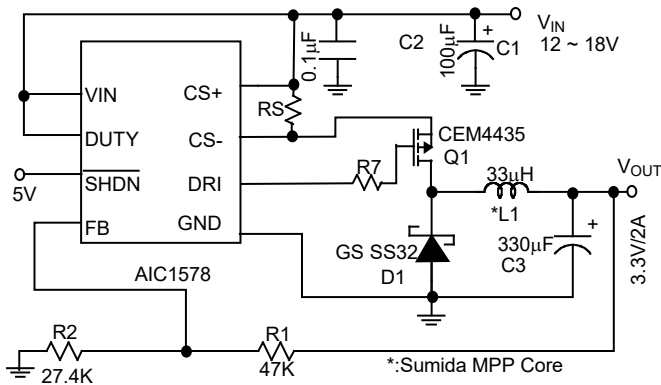 V_IN
12 ~ 18V
0.1µF
C2
100µF
+
C1
VIN
CS+
RS
DUTY
CS-
CEM4435
Q1
SHDN
5V
DRI
R7
FB
GND
33µH
*L1
V_OUT
3.3V/2A
GS SS32
D1
330µF
C3
+
AIC1578
R2
27.4K
R1
47K
*:Sumida MPP Core